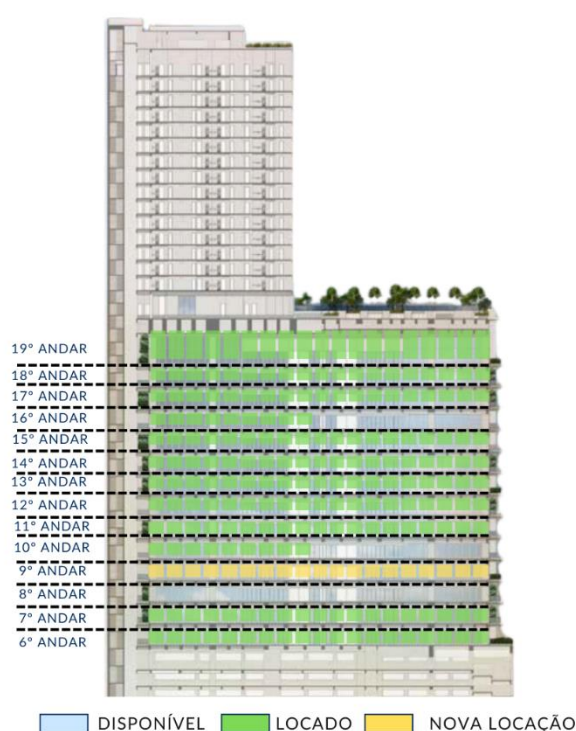 19º ANDAR
18º ANDAR
17º ANDAR
16º ANDAR
15º ANDAR
14º ANDAR
13º ANDAR
12º ANDAR
11º ANDAR
10º ANDAR
9º ANDAR
8º ANDAR
7º ANDAR
6º ANDAR
DISPONÍVEL LOCADO NOVA LOCAÇÃO